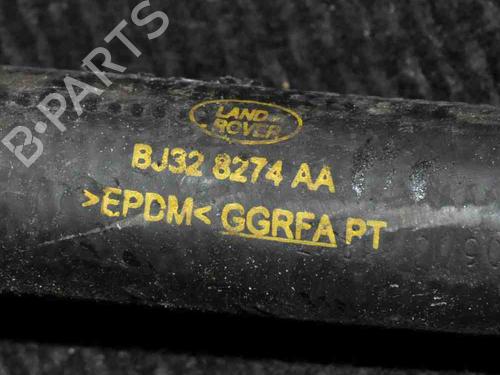 B-PARTS
LAND
ROVER
BJ32 8274 AA
>EPDM< GGRFA PT